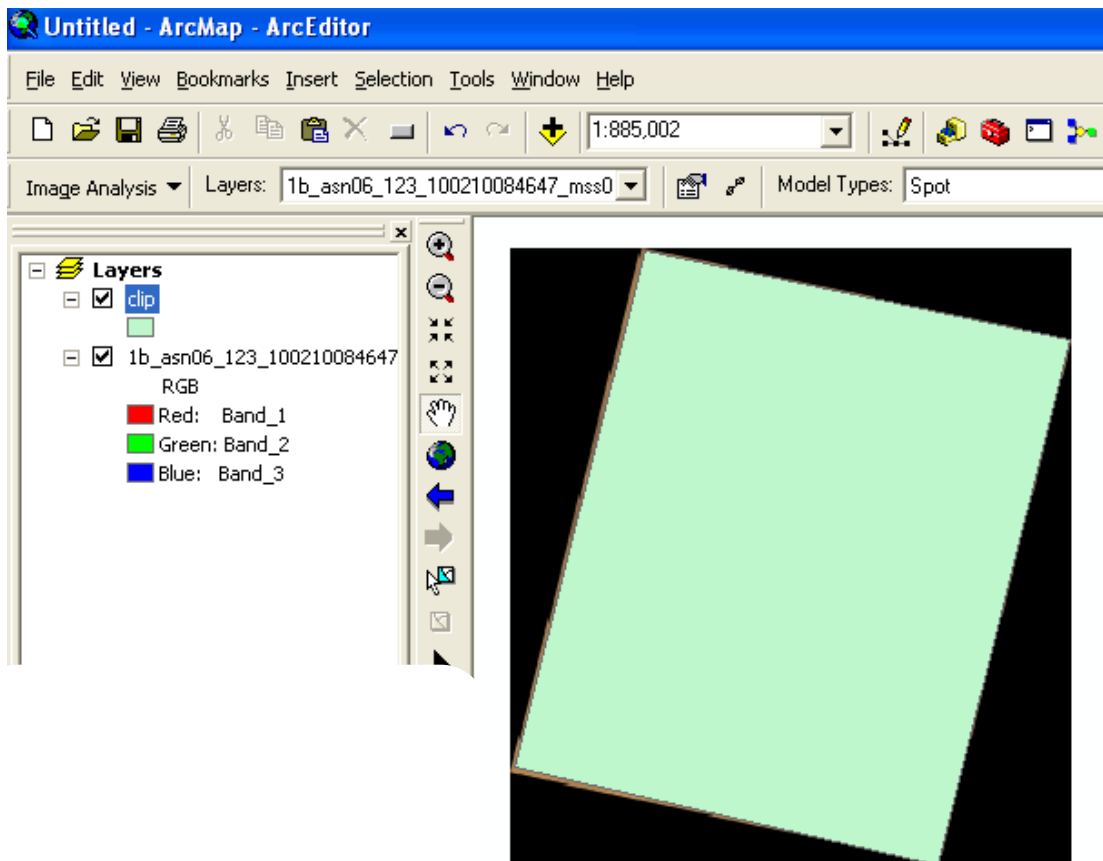 Untitled - ArcMap - ArcEditor
File Edit View Bookmarks Insert Selection Tools Window Help
1:885,002
Image Analysis Layers: 1b_asn06_123_100210084647_mss0 Model Types: Spot
Layers
clip
1b_asn06_123_100210084647
RGB
Red: Band_1
Green: Band_2
Blue: Band_3